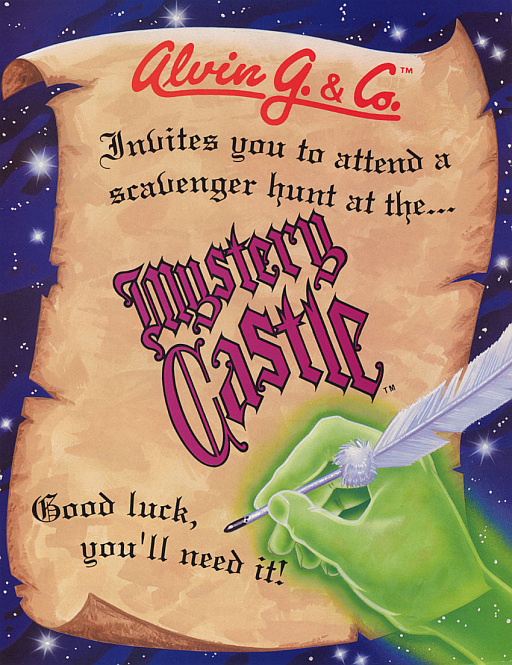 Alvin G. & Co.™
Invites you to attend a
scavenger hunt at the...
Mystery
Castle™
Good luck,
you'll need it!